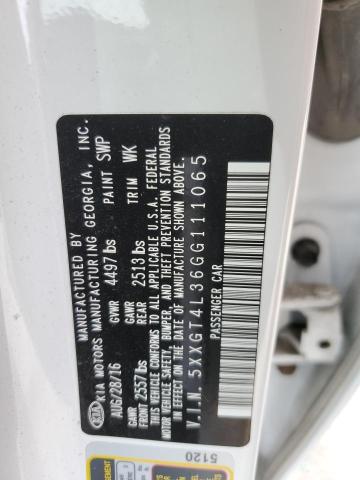 MANUFACTURED BY
KIA MOTORS MANUFACTURING GEORGIA, INC.
KIA
AUG/28/16 GVWR 4497 lbs PAINT SWP
GAWR FRONT 2557 lbs GAWR REAR 2513 lbs TRIM WK
THIS VEHICLE CONFORMS TO ALL APPLICABLE U.S.A. FEDERAL
MOTOR VEHICLE SAFETY, BUMPER, AND THEFT PREVENTION STANDARDS
IN EFFECT ON THE DATE OF MANUFACTURE SHOWN ABOVE.
V.I.N. 5XXGT4L36GG111065
PASSENGER CAR
5120